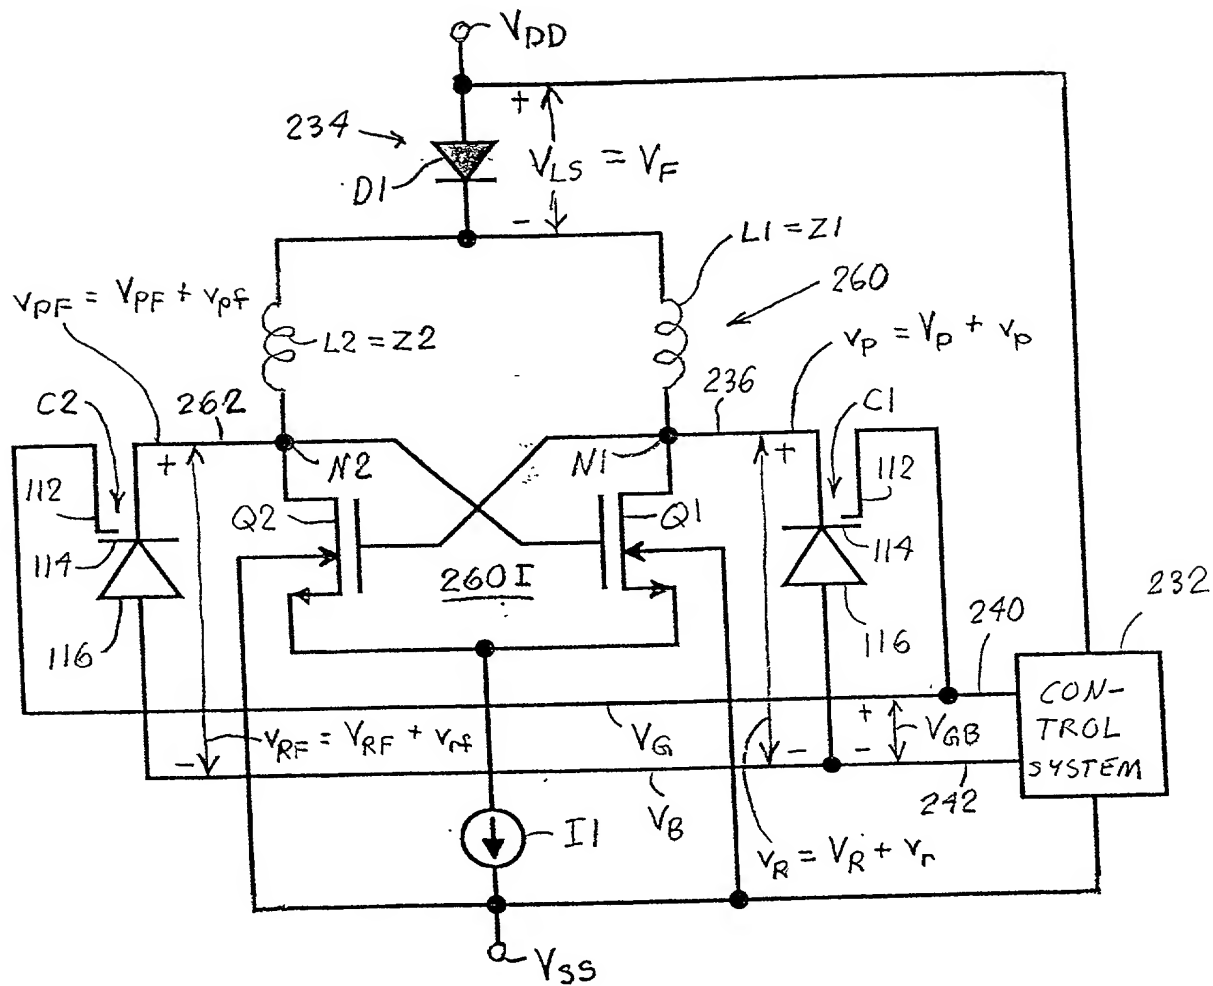 V_DD
234
+
D1
V_LS = V_F
-
L1 = Z1
260
v_PF = V_PF + v_pf
L2 = Z2
v_P = V_P + v_p
236
C2
262
C1
+
N2
N1
+
112
112
Q2
Q1
114
114
260I
232
240
116
116
CON-
TROL
SYSTEM
+
V_GB
-
v_RF = V_RF + v_rf
V_G
-
-
242
V_B
I1
v_R = V_R + v_r
V_SS